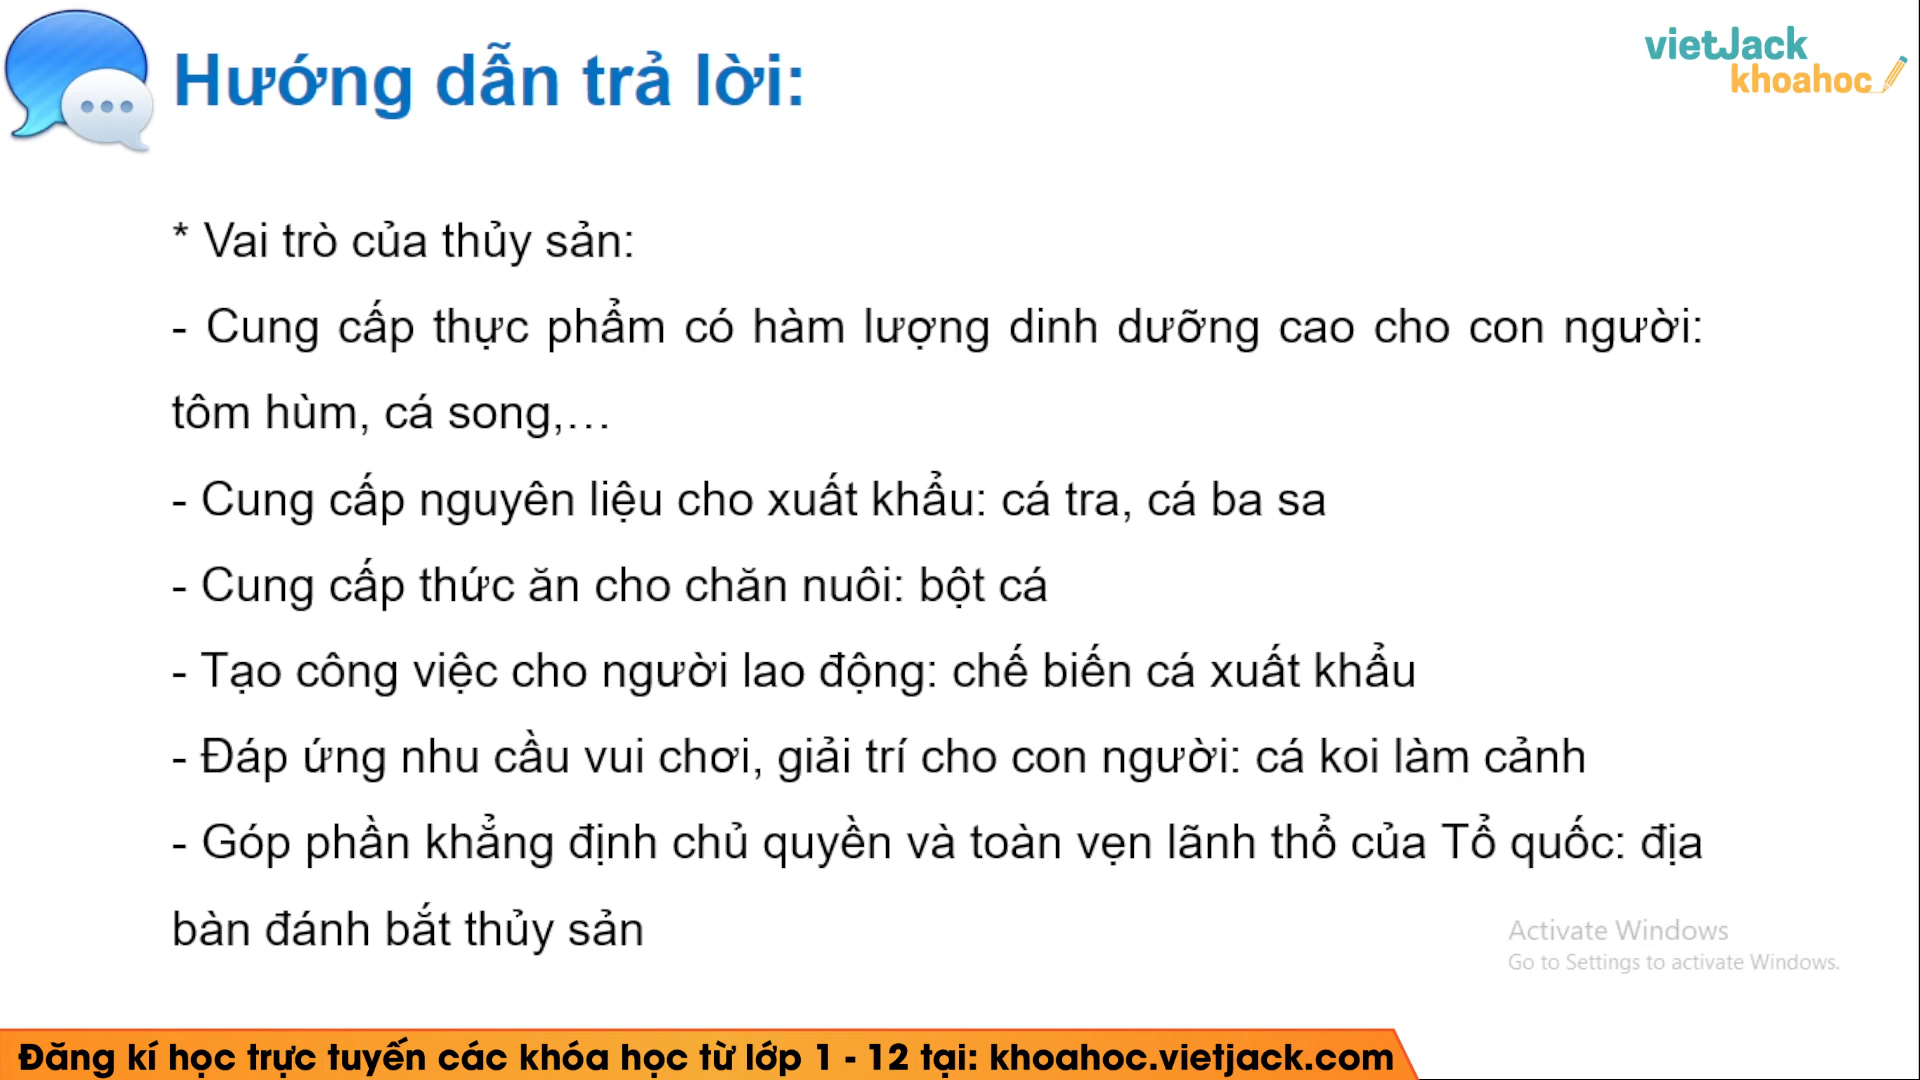 Hướng dẫn trả lời:
vietJack
khoahoc
* Vai trò của thủy sản:
- Cung cấp thực phẩm có hàm lượng dinh dưỡng cao cho con người:
tôm hùm, cá song,…
- Cung cấp nguyên liệu cho xuất khẩu: cá tra, cá ba sa
- Cung cấp thức ăn cho chăn nuôi: bột cá
- Tạo công việc cho người lao động: chế biến cá xuất khẩu
- Đáp ứng nhu cầu vui chơi, giải trí cho con người: cá koi làm cảnh
- Góp phần khẳng định chủ quyền và toàn vẹn lãnh thổ của Tổ quốc: địa
bàn đánh bắt thủy sản
Activate Windows
Go to Settings to activate Windows.
Đăng kí học trực tuyến các khóa học từ lớp 1 - 12 tại: khoahoc.vietjack.com